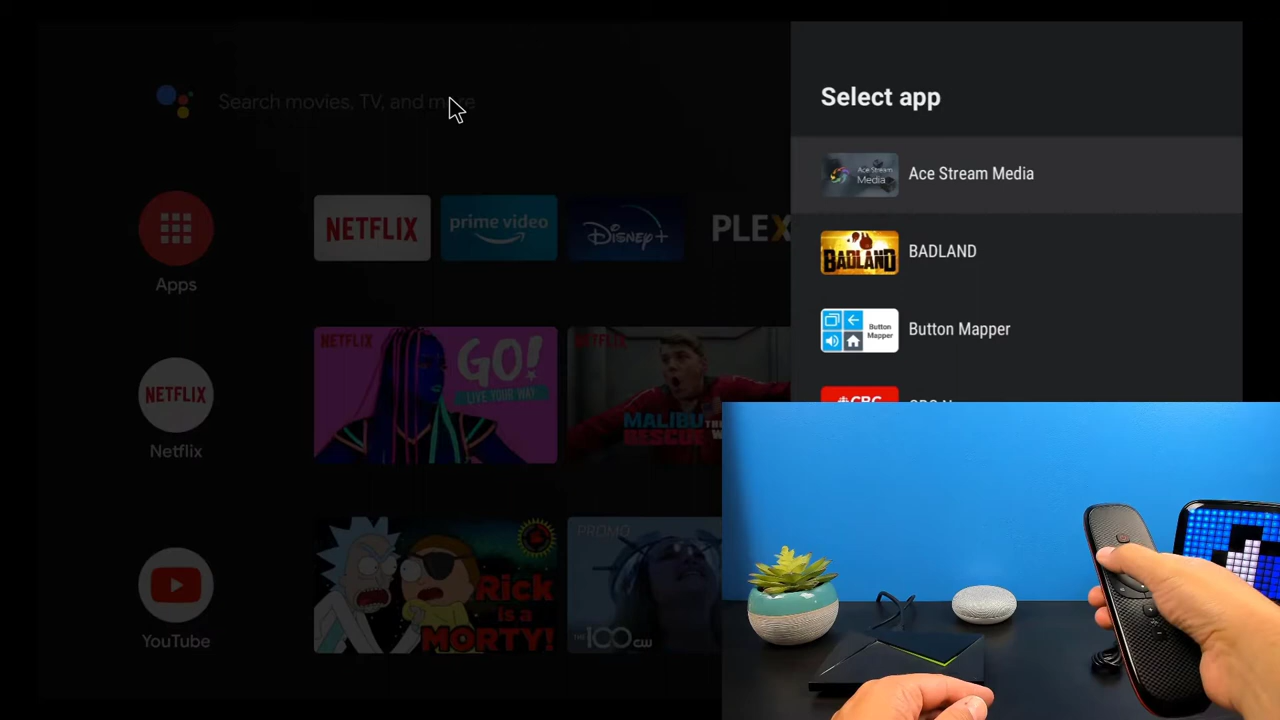 Search movies, TV, and more
Select app
Ace Stream Media
Ace Stream Media
BADLAND
BADLAND
Button Mapper
Button Mapper
CBC
NETFLIX
prime video
Disney+
PLEX
Apps
NETFLIX
Netflix
NETFLIX
GO!
LIVE YOUR WAY
NETFLIX
MALIBU
RESCUE
YouTube
Rick
is a
MORTY!
PROMO
THE 100 CW